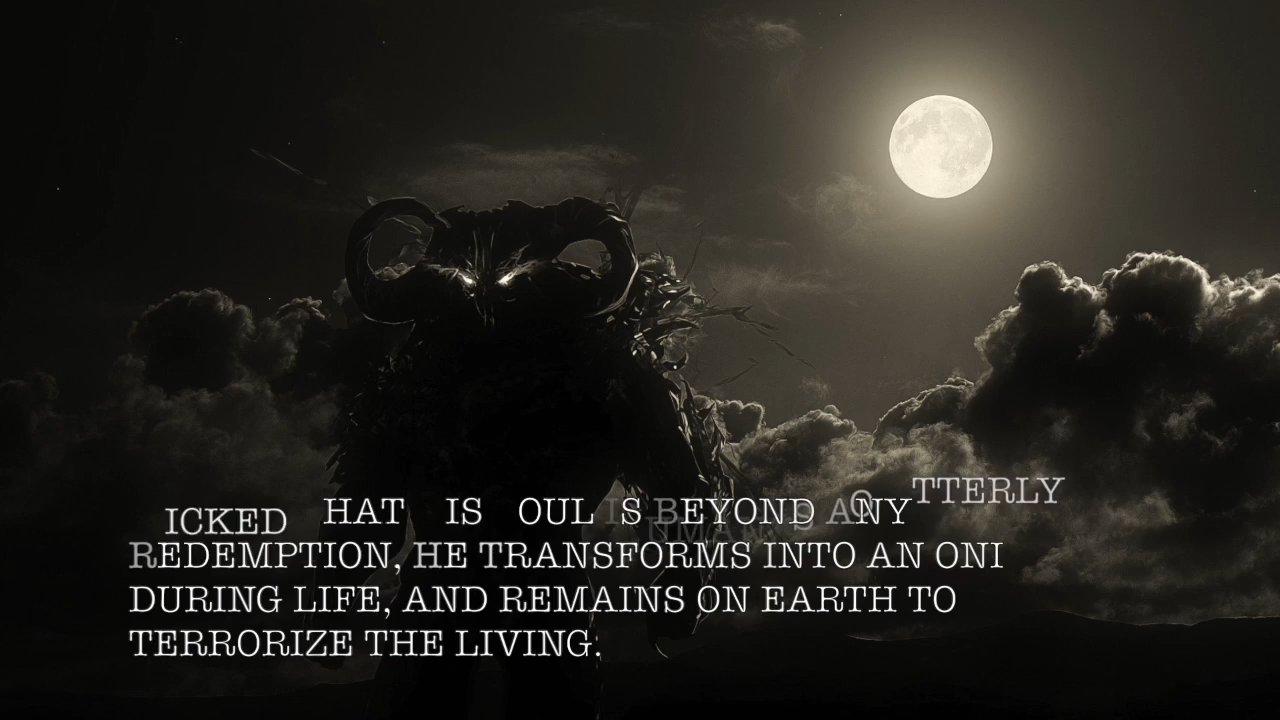 TTERLY
ICKED HAT IS OUL IS BEYOND ANY
REDEMPTION, HE TRANSFORMS INTO AN ONI
DURING LIFE, AND REMAINS ON EARTH TO
TERRORIZE THE LIVING.